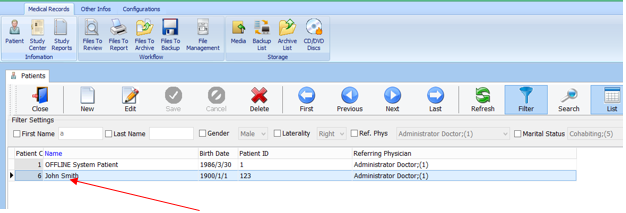 Medical Records Other Infos Configurations
Patient Study Center Study Reports Files To Review Files To Report Files To Archive Files To Backup File Management Media Backup List Archive List CD/DVD Discs
Infomation Workflow Storage
Patients
Close New Edit Save Cancel Delete First Previous Next Last Refresh Filter Search List
Filter Settings
First Name a Last Name Gender Male Laterality Right Ref. Phys Administrator Doctor;(1) Marital Status Cohabiting;(5)
Patient C Name Birth Date Patient ID Referring Physician
1 OFFLINE System Patient 1986/3/30 1 Administrator Doctor;(1)
6 John Smith 1900/1/1 123 Administrator Doctor;(1)